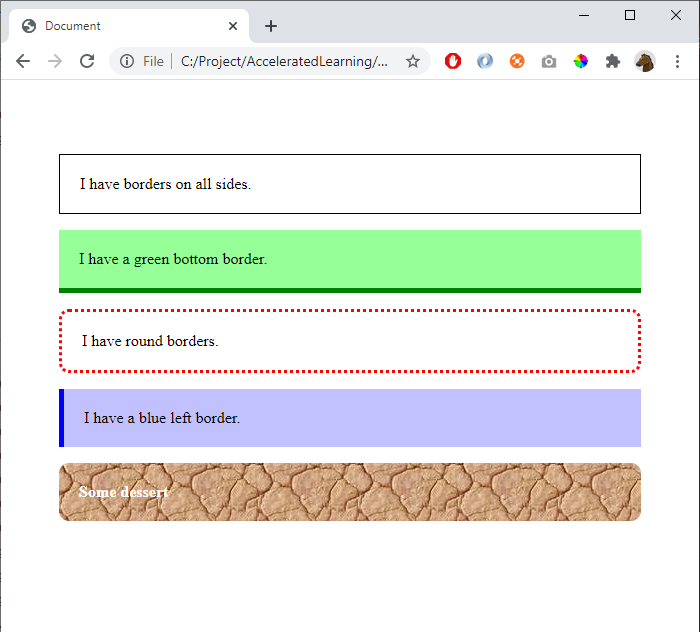 Document
File C:/Project/AcceleratedLearning/...
I have borders on all sides.
I have a green bottom border.
I have round borders.
I have a blue left border.
Some dessert